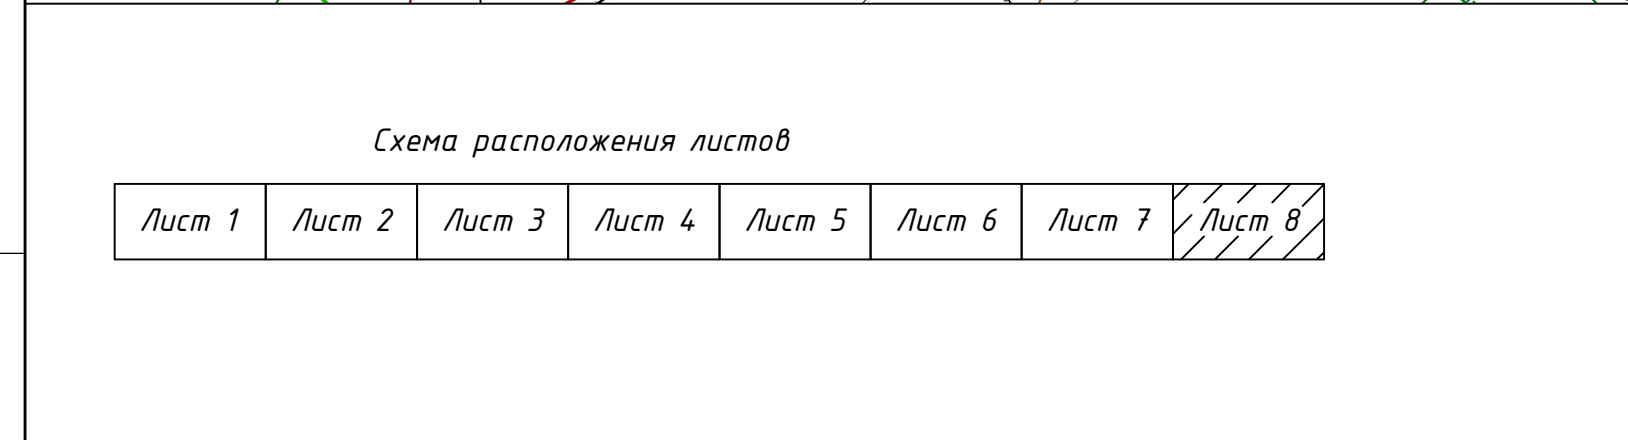 Схема расположения листов
Лист 1 Лист 2 Лист 3 Лист 4 Лист 5 Лист 6 Лист 7 Лист 8